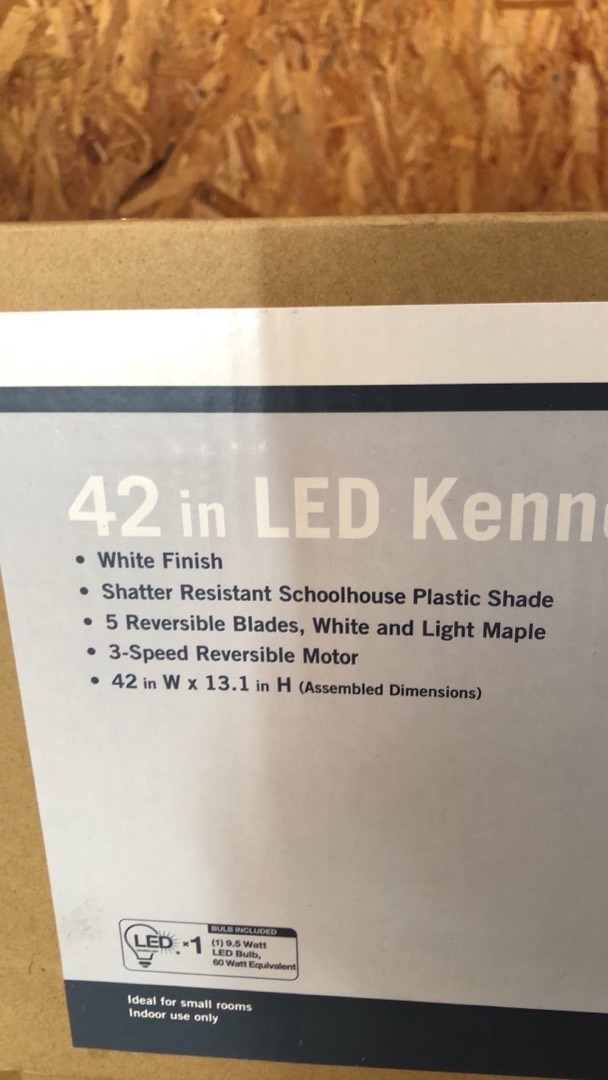 42 in LED
• White Finish
• Shatter Resistant Schoolhouse Plastic Shade
• 5 Reversible Blades, White and Light Maple
• 3-Speed Reversible Motor
• 42 in W x 13.1 in H (Assembled Dimensions)
BULB INCLUDED
LED x1
(1) 9.5 Watt
LED Bulb,
60 Watt Equivalent
Ideal for small rooms
Indoor use only